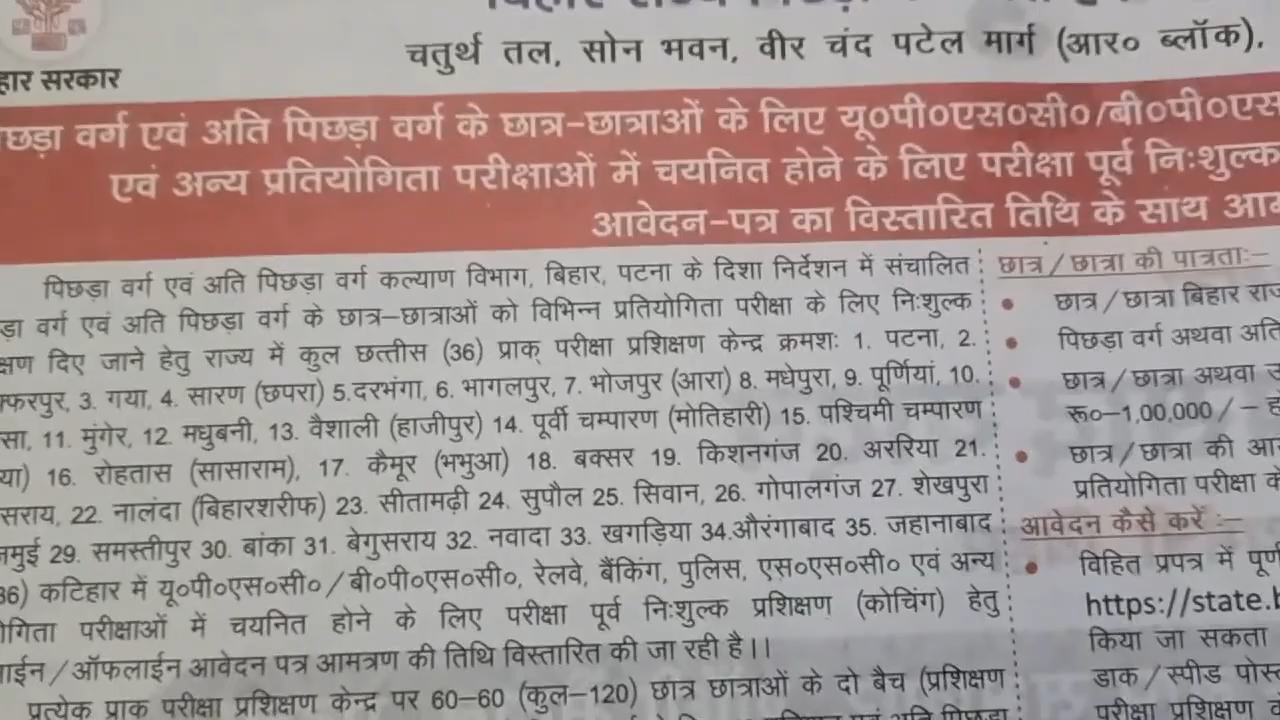 चतुर्थ तल, सोन भवन, वीर चंद पटेल मार्ग (आर० ब्लॉक),
हार सरकार
छड़ा वर्ग एवं अति पिछड़ा वर्ग के छात्र-छात्राओं के लिए यू०पी०एस०सी०/बी०पी०एस
एवं अन्य प्रतियोगिता परीक्षाओं में चयनित होने के लिए परीक्षा पूर्व निःशुल्क
आवेदन-पत्र का विस्तारित तिथि के साथ आम
पिछड़ा वर्ग एवं अति पिछड़ा वर्ग कल्याण विभाग, बिहार, पटना के दिशा निर्देशन में संचालित
ड़ा वर्ग एवं अति पिछड़ा वर्ग के छात्र-छात्राओं को विभिन्न प्रतियोगिता परीक्षा के लिए निःशुल्क
क्षण दिए जाने हेतु राज्य में कुल छत्तीस (36) प्राक् परीक्षा प्रशिक्षण केन्द्र क्रमशः 1. पटना, 2.
फ्फरपुर, 3. गया, 4. सारण (छपरा) 5.दरभंगा, 6. भागलपुर, 7. भोजपुर (आरा) 8. मधेपुरा, 9. पूर्णियां, 10.
सा, 11. मुंगेर, 12. मधुबनी, 13. वैशाली (हाजीपुर) 14. पूर्वी चम्पारण (मोतिहारी) 15. पश्चिमी चम्पारण
या) 16. रोहतास (सासाराम), 17. कैमूर (भभुआ) 18. बक्सर 19. किशनगंज 20. अररिया 21.
सराय, 22. नालंदा (बिहारशरीफ) 23. सीतामढ़ी 24. सुपौल 25. सिवान, 26. गोपालगंज 27. शेखपुरा
जमुई 29. समस्तीपुर 30. बांका 31. बेगुसराय 32. नवादा 33. खगड़िया 34.औरंगाबाद 35. जहानाबाद
36) कटिहार में यू०पी०एस०सी०/बी०पी०एस०सी०, रेलवे, बैंकिंग, पुलिस, एस०एस०सी० एवं अन्य
योगिता परीक्षाओं में चयनित होने के लिए परीक्षा पूर्व निःशुल्क प्रशिक्षण (कोचिंग) हेतु
लाईन/ऑफलाईन आवेदन पत्र आमत्रण की तिथि विस्तारित की जा रही है।।
प्रत्येक प्राक परीक्षा प्रशिक्षण केन्द्र पर 60-60 (कुल-120) छात्र छात्राओं के दो बैच (प्रशिक्षण
छात्र/छात्रा की पात्रताः-
• छात्र/छात्रा बिहार राज
• पिछड़ा वर्ग अथवा अति
• छात्र/छात्रा अथवा उ
रू०-1,00,000/- ह
• छात्र/छात्रा की आ
प्रतियोगिता परीक्षा के
आवेदन कैसे करें :-
• विहित प्रपत्र में पूर्ण
https://state.b
किया जा सकता
डाक/स्पीड पोस्
परीक्षा प्रशिक्षण